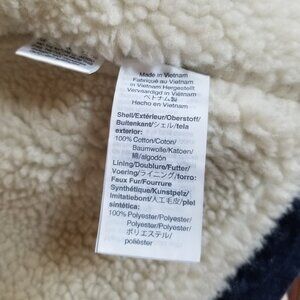 Made in Vietnam
Fabriqué au Vietnam
In Vietnam Hergestellt
Vervaardigd in Vietnam
ベトナム製
Hecho en Vietnam
Shell/Extérieur/Oberstoff/
Buitenkant/シェル/tela
exterior:
100% Cotton/Coton/
Baumwolle/Katoen/
綿/algodón
Lining/Doublure/Futter/
Voering/ライニング/forro:
Faux Fur/Fourrure
Synthétique/Kunstpelz/
Imitatiebont/人工毛皮/piel
sintética:
100% Polyester/Polyester/
Polyester/Polyester/
ポリエステル/
poliéster